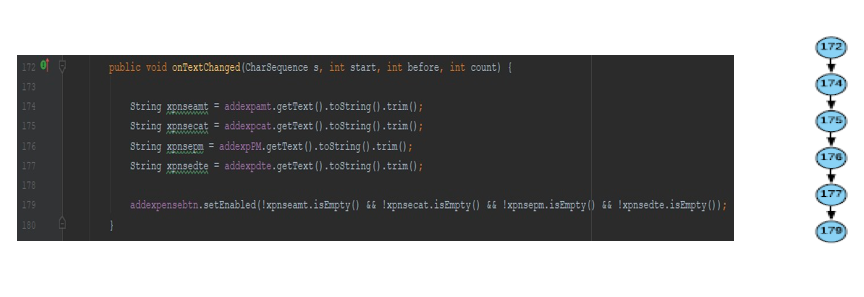 172 public void onTextChanged(CharSequence s, int start, int before, int count) {
173
174 String xpnseamt = addexpamt.getText().toString().trim();
175 String xpnsecat = addexpcat.getText().toString().trim();
176 String xpnsepm = addexpPM.getText().toString().trim();
177 String xpnsedte = addexpdte.getText().toString().trim();
178
179 addexpensebtn.setEnabled(!xpnseamt.isEmpty() && !xpnsecat.isEmpty() && !xpnsepm.isEmpty() && !xpnsedte.isEmpty());
180 }
172
174
175
176
177
179